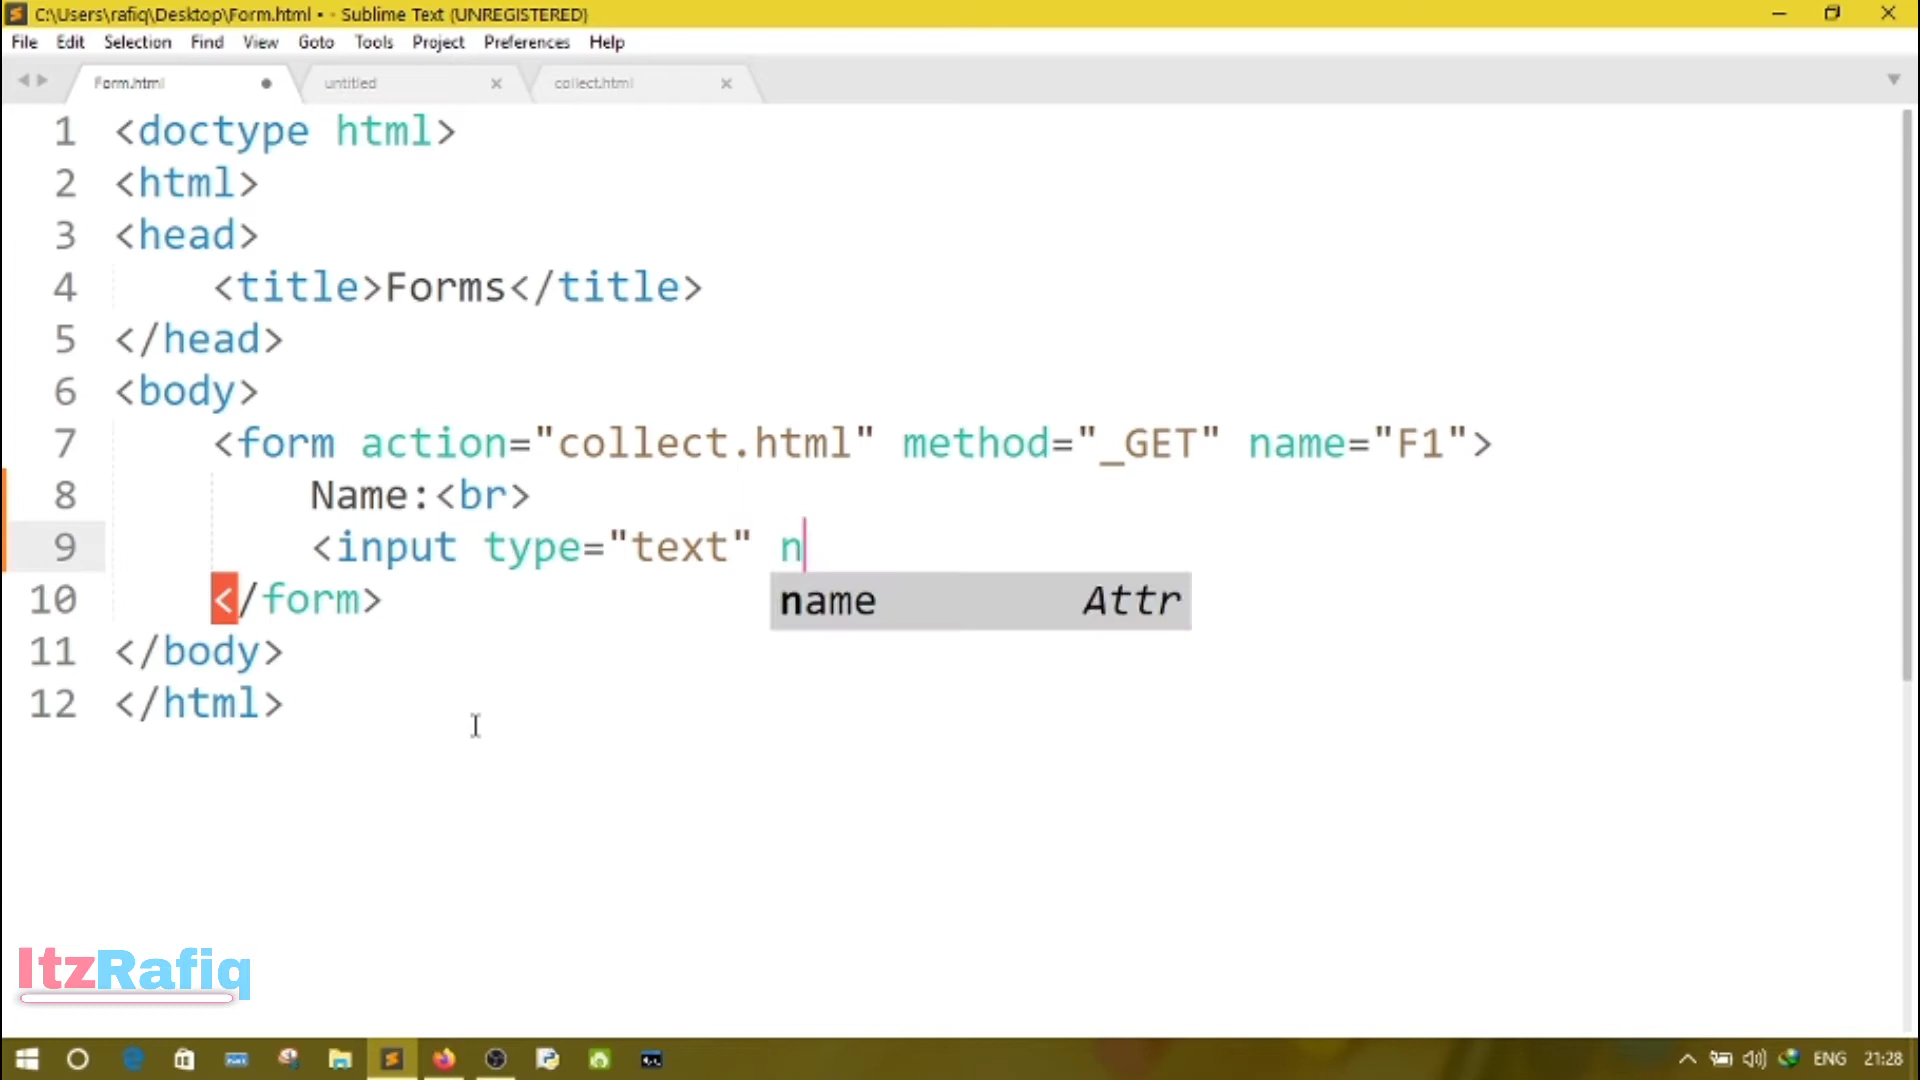 C:\Users\rafiq\Desktop\Form.html • - Sublime Text (UNREGISTERED)
File Edit Selection Find View Goto Tools Project Preferences Help
Form.html untitled collect.html
1 <doctype html>
2 <html>
3 <head>
4 <title>Forms</title>
5 </head>
6 <body>
7 <form action="collect.html" method="_GET" name="F1">
8 Name:<br>
9 <input type="text" n
name Attr
10 </form>
11 </body>
12 </html>
ItzRafiq
ENG 21:28